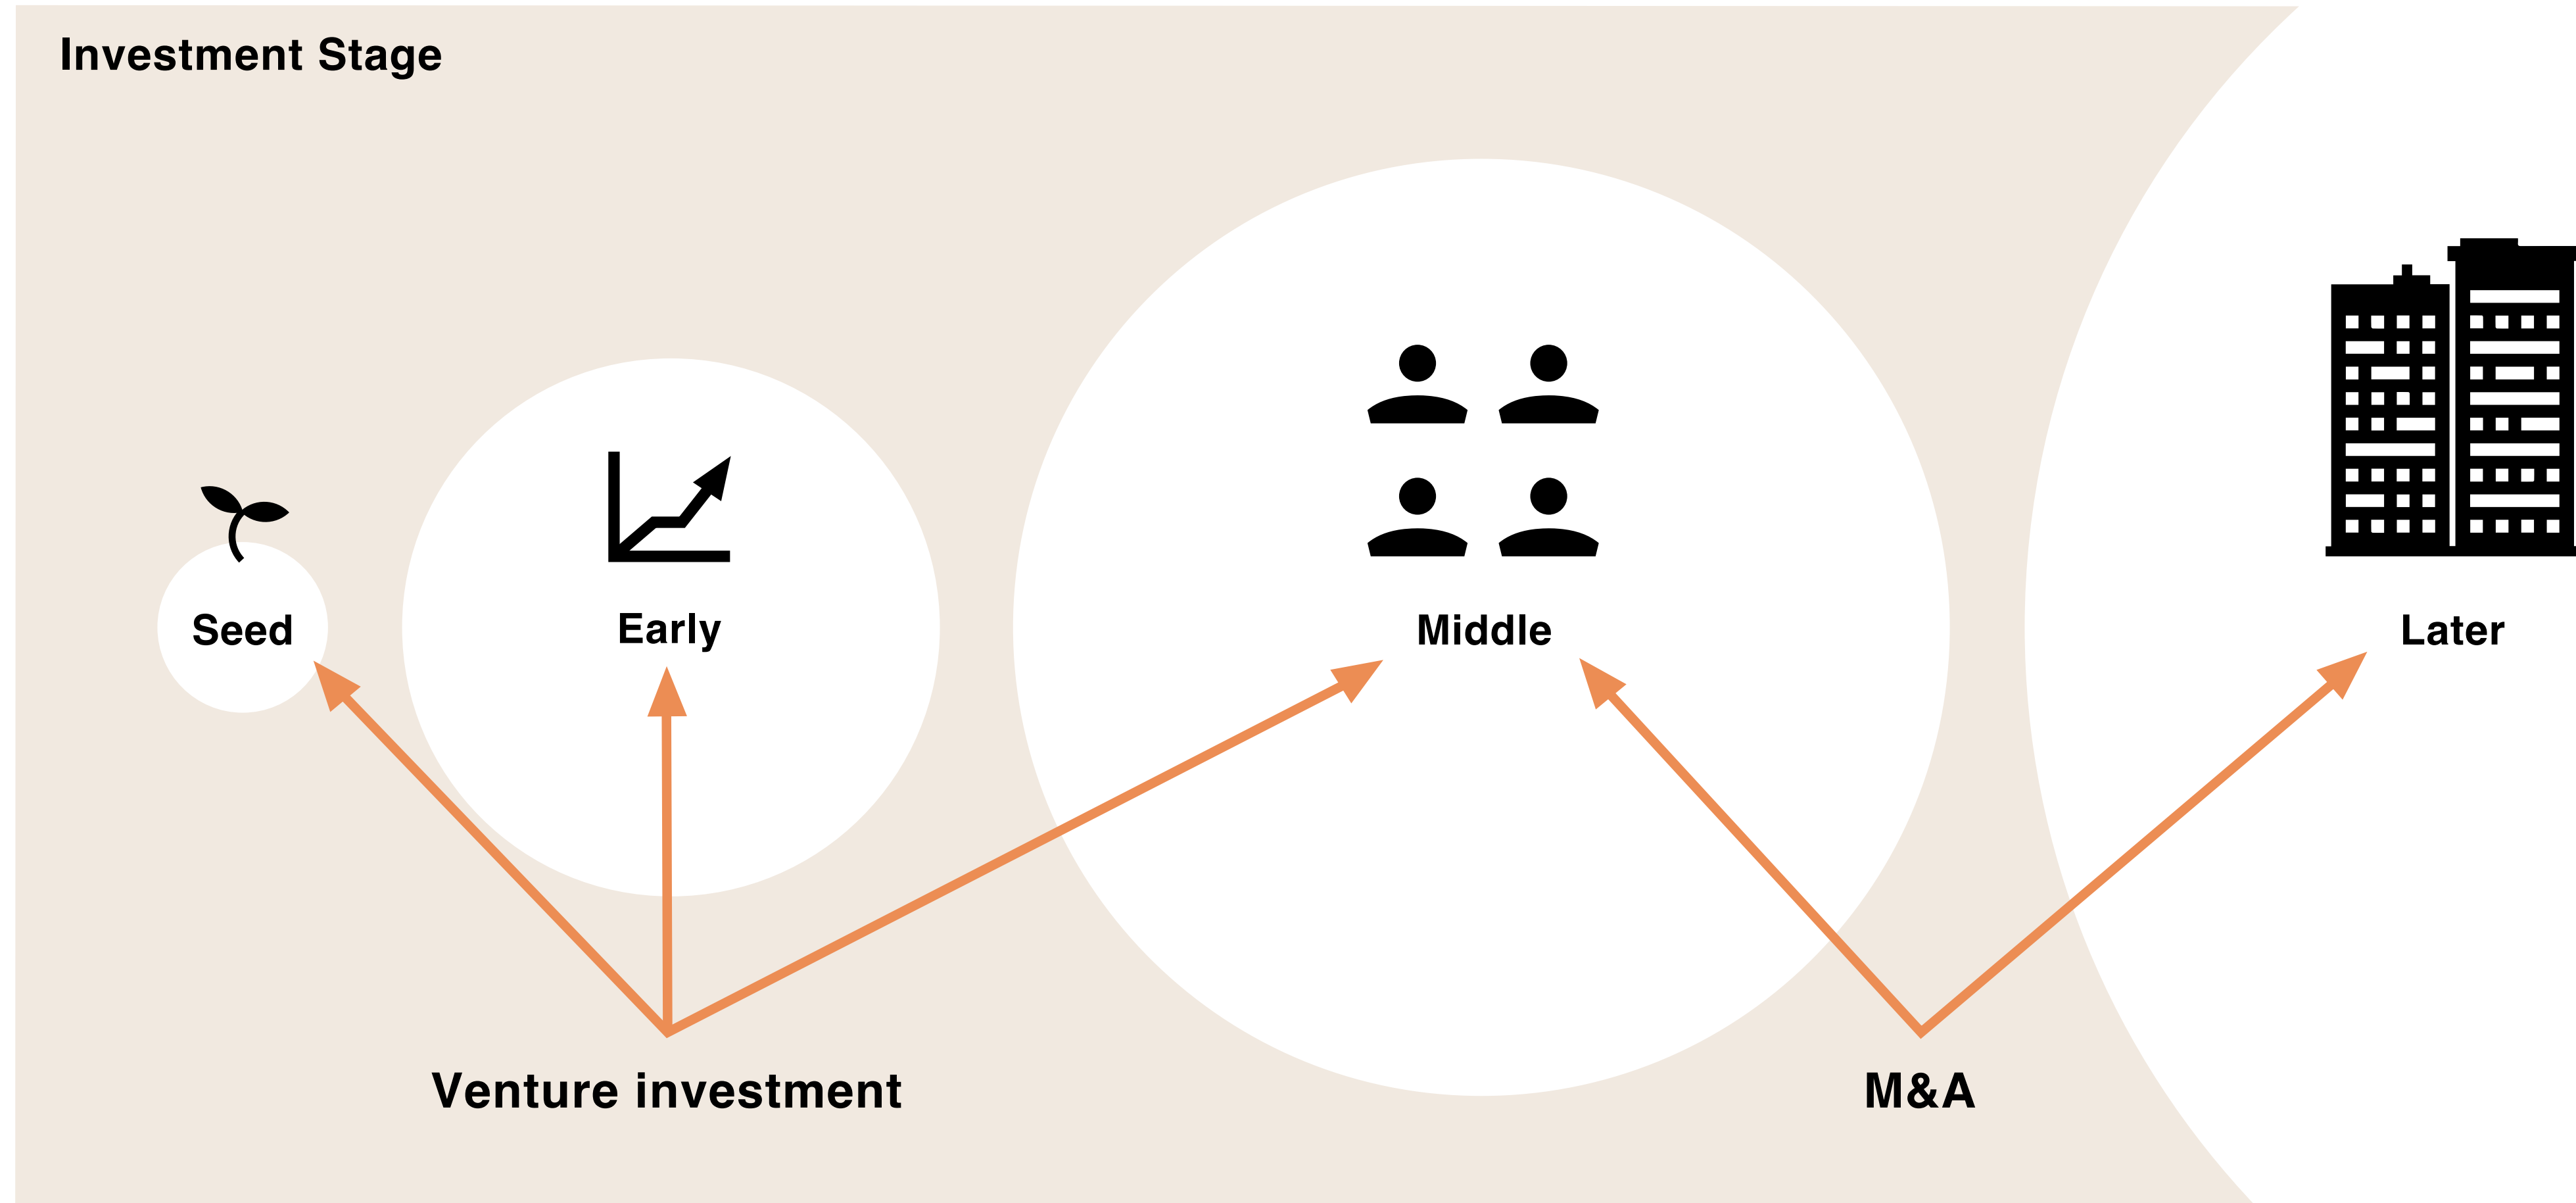 Investment Stage
Seed
Early
Middle
Later
Venture investment
M&A